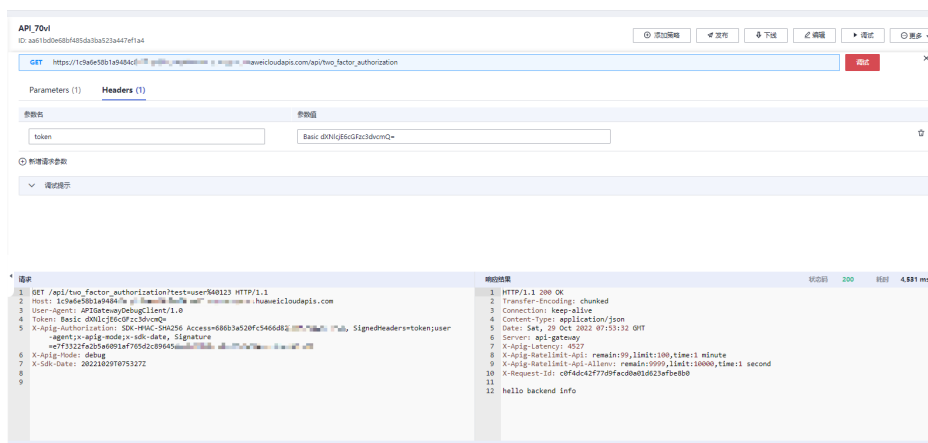 API_70vl
ID: aa61bd0e68bf485da3ba523a447ef1a4
添加策略 发布 下线 编辑 调试 更多
GET https://1c9a6e58b1a9484c aweicloudapis.com/api/two_factor_authorization 调试
Parameters (1) Headers (1)
参数名 参数值
token Basic dXNlcjE6cGFzc3dvcmQ=
新增请求参数
调试提示
请求
1 GET /api/two_factor_authorization?test=user%40123 HTTP/1.1
2 Host: 1c9a6e58b1a9484 .huaweicloudapis.com
3 User-Agent: APIGatewayDebugClient/1.0
4 Token: Basic dXNlcjE6cGFzc3dvcmQ=
5 X-Apig-Authorization: SDK-HMAC-SHA256 Access=686b3a520fc5466d82 , SignedHeaders=token;user
-agent;x-apig-mode;x-sdk-date, Signature
=e7f3322fa2b5a6091af765d2c89645
6 X-Apig-Mode: debug
7 X-Sdk-Date: 20221029T075327Z
8
9
响应结果 状态码 200 耗时 4,531 ms
1 HTTP/1.1 200 OK
2 Transfer-Encoding: chunked
3 Connection: keep-alive
4 Content-Type: application/json
5 Date: Sat, 29 Oct 2022 07:53:32 GMT
6 Server: api-gateway
7 X-Apig-Latency: 4527
8 X-Apig-Ratelimit-Api: remain:99,limit:100,time:1 minute
9 X-Apig-Ratelimit-Api-Allenv: remain:9999,limit:10000,time:1 second
10 X-Request-Id: c0f4dc42f77d9facd0a01d623afbe8b0
11
12 hello backend info